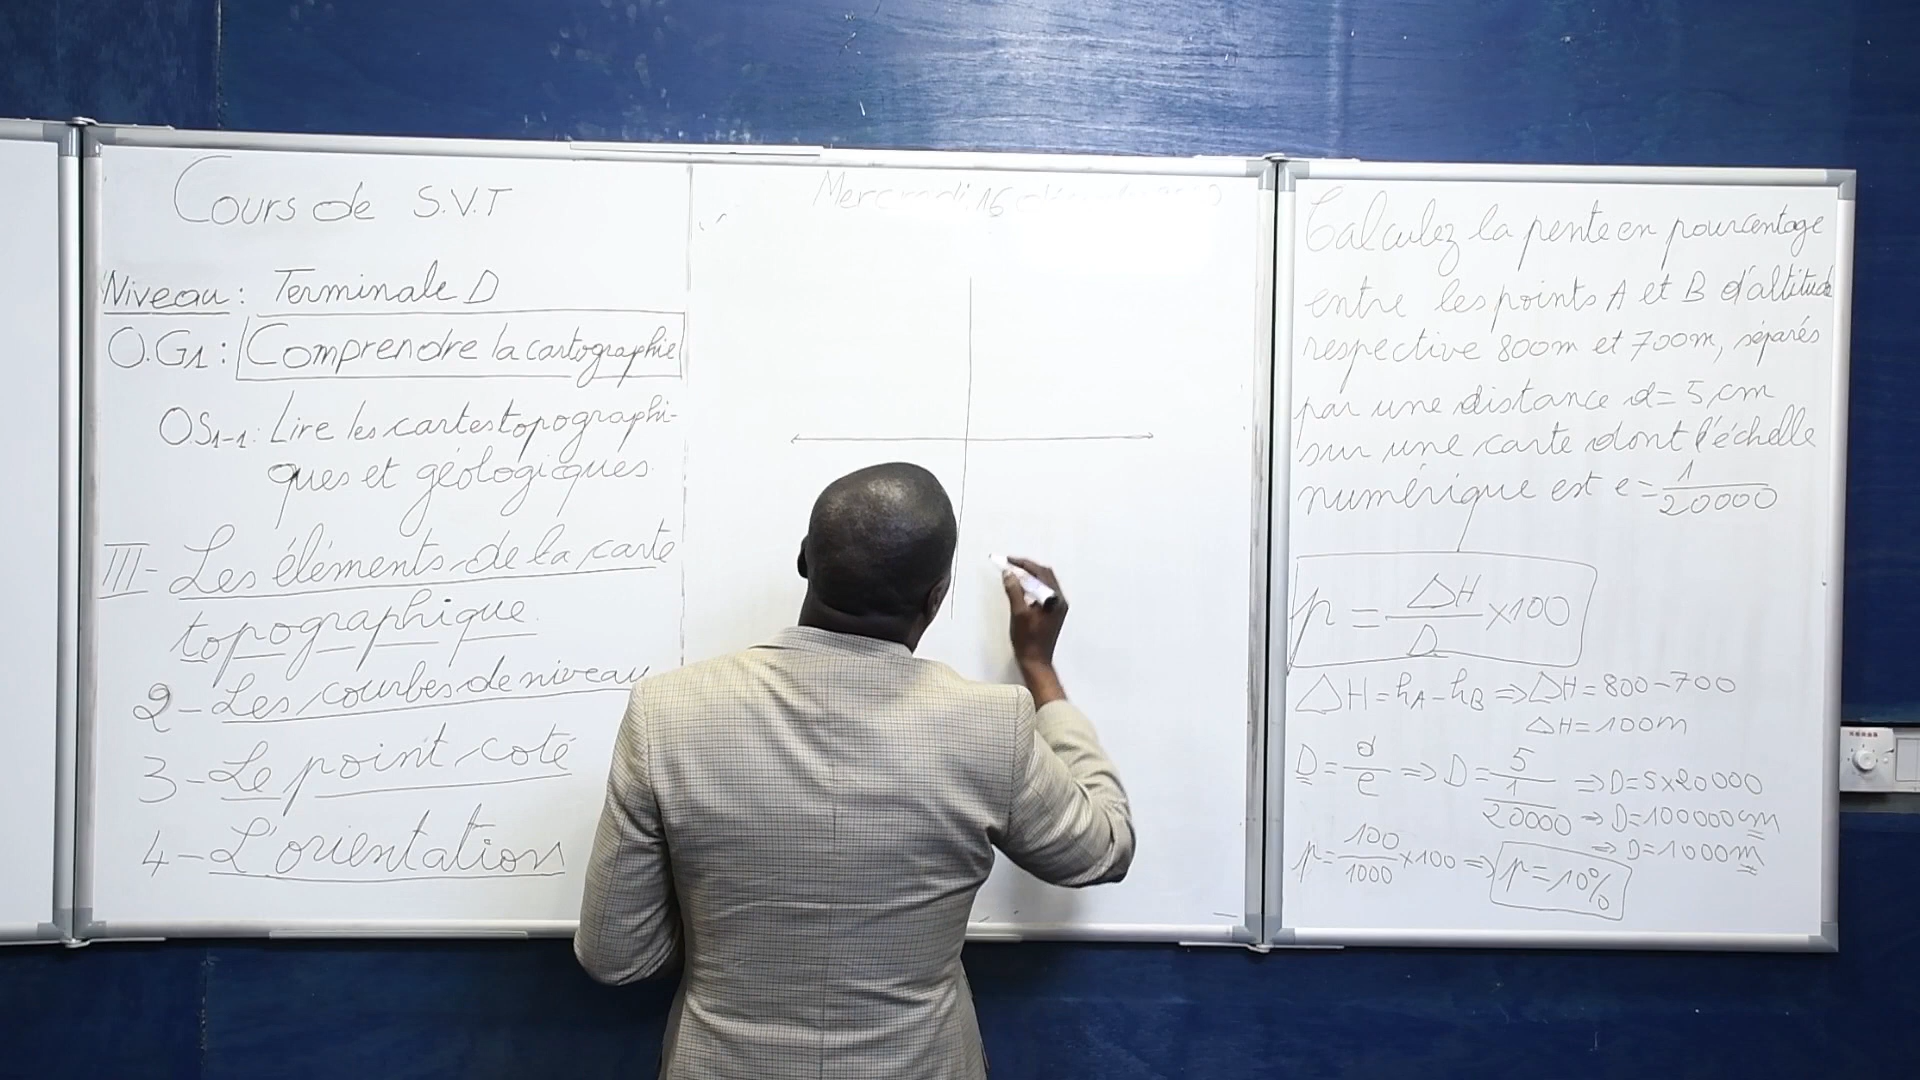 Cours de S.V.T
Niveau : Terminale D
O.G1 : Comprendre la cartographie
OS1-1 : Lire les cartes topographi-
ques et géologiques
III- Les éléments de la carte
topographique
2- Les courbes de niveau
3- Le point coté
4- L'orientation
Mercredi 16
Calculez la pente en pourcentage
entre les points A et B d'altitude
respective 800m et 700m, séparés
par une distance d= 5 cm
sur une carte dont l'échelle
numérique est e= 1/20000
p = ΔH/D ×100
ΔH = hA - hB ⇒ ΔH = 800-700
ΔH = 100m
D = d/e ⇒ D = 5/(1/20000) ⇒ D=5×20000
⇒ D=100000cm
⇒ D=1000m
p = 100/1000 ×100 ⇒ p=10%